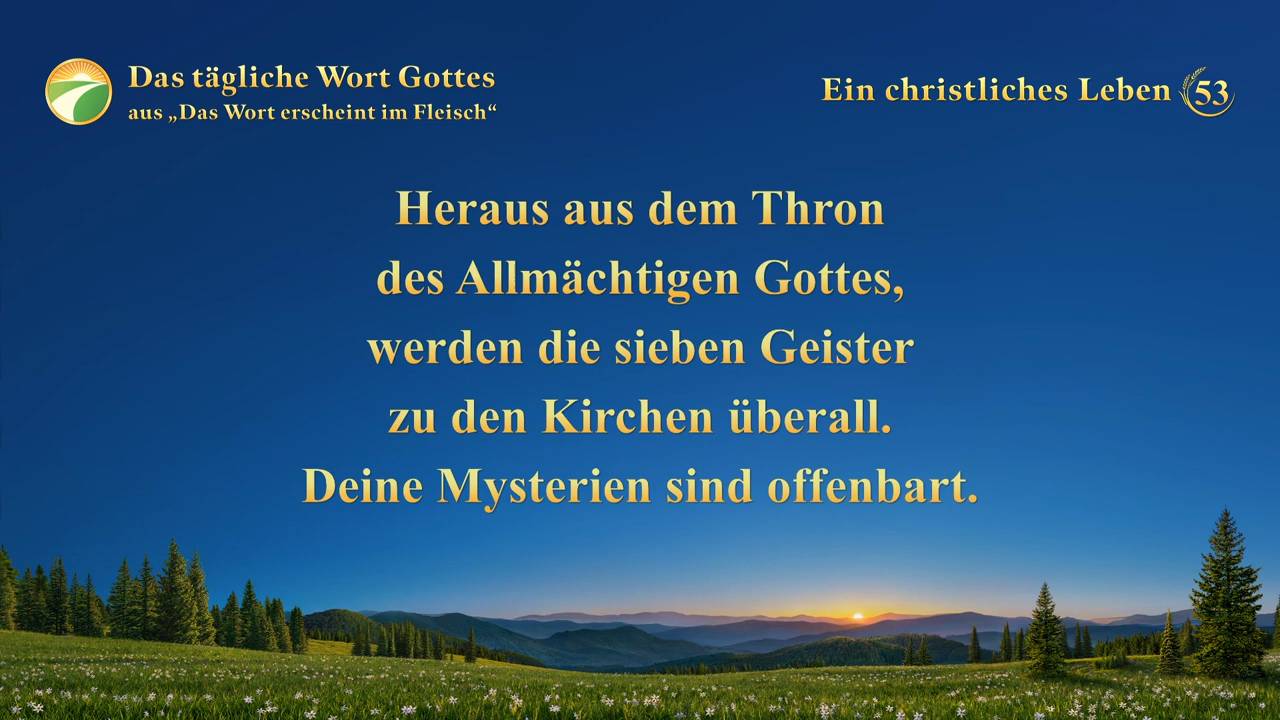 Das tägliche Wort Gottes
aus „Das Wort erscheint im Fleisch“
Ein christliches Leben 53
Heraus aus dem Thron
des Allmächtigen Gottes,
werden die sieben Geister
zu den Kirchen überall.
Deine Mysterien sind offenbart.